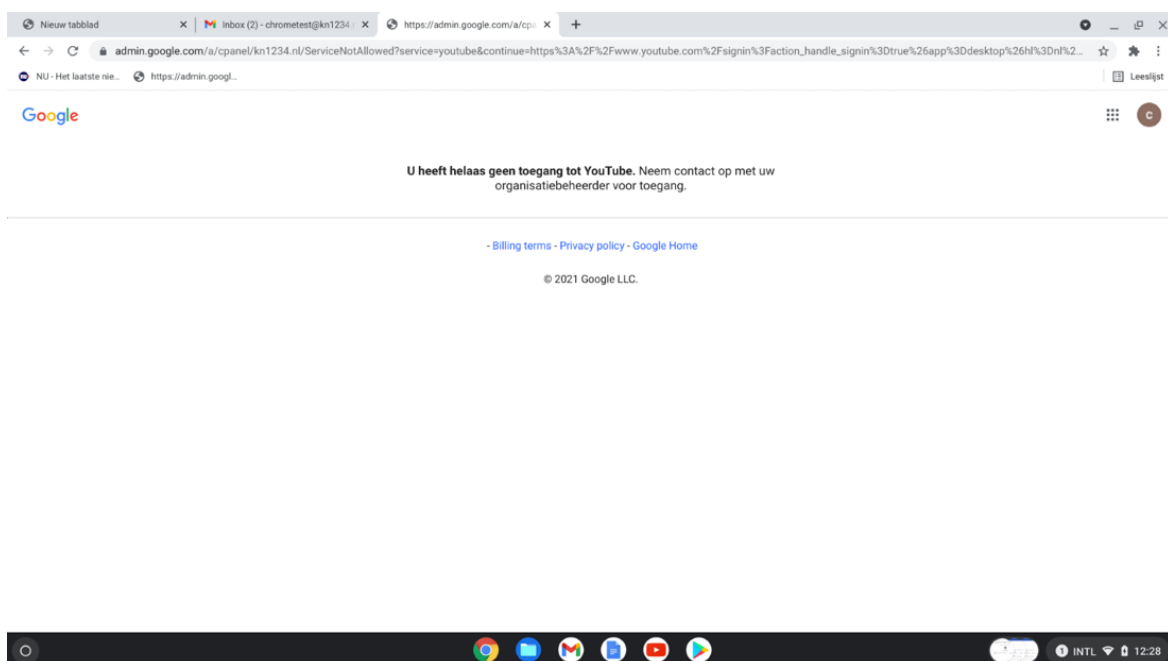 Nieuw tabblad
Inbox (2) - chrometest@kn1234.
https://admin.google.com/a/cpa
admin.google.com/a/cpanel/kn1234.nl/ServiceNotAllowed?service=youtube&continue=https%3A%2F%2Fwww.youtube.com%2Fsignin%3Faction_handle_signin%3Dtrue%26app%3Ddesktop%26hl%3Dnl%2...
NU - Het laatste nie...
https://admin.googl...
Leeslijst
Google
C
U heeft helaas geen toegang tot YouTube. Neem contact op met uw
organisatiebeheerder voor toegang.
- Billing terms - Privacy policy - Google Home
© 2021 Google LLC.
1 INTL 12:28